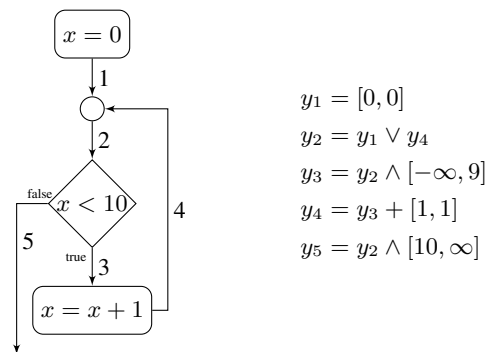 x = 0
1
2
false
x < 10
4
5
true
3
x = x + 1
y₁ = [0, 0]
y₂ = y₁ ∨ y₄
y₃ = y₂ ∧ [−∞, 9]
y₄ = y₃ + [1, 1]
y₅ = y₂ ∧ [10, ∞]